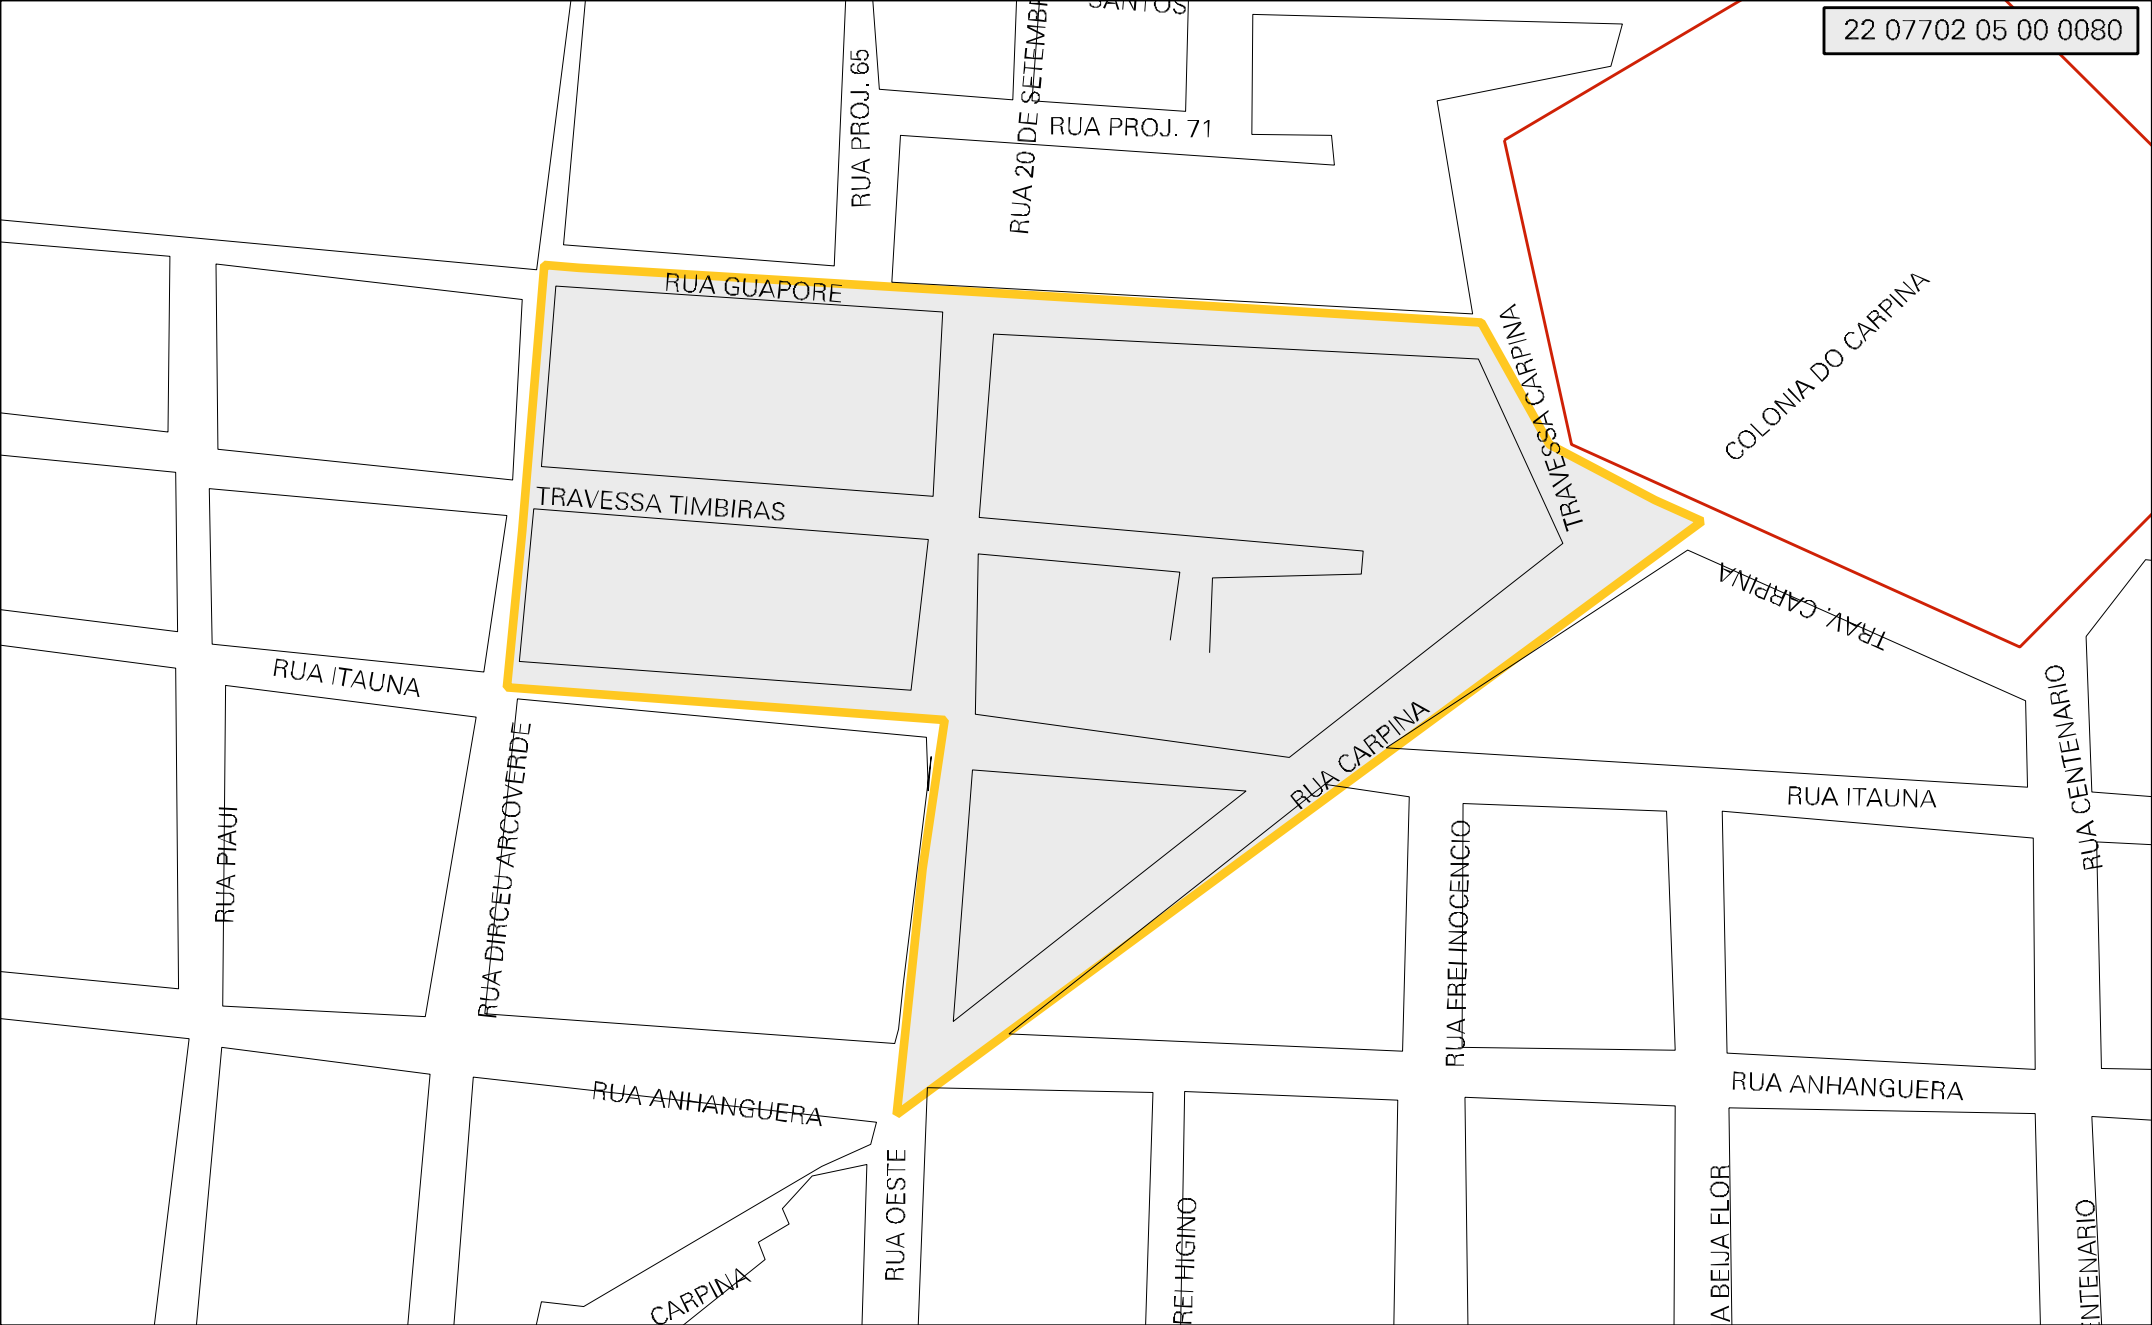 SANTOS
22 07702 05 00 0080
RUA PROJ. 65
RUA 20 DE SETEMBR
RUA PROJ. 71
RUA GUAPORE
TRAVESSA CARPINA
COLONIA DO CARPINA
TRAVESSA TIMBIRAS
TRAV. CARPINA
RUA ITAUNA
RUA CENTENARIO
RUA CARPINA
RUA ITAUNA
RUA PIAUI
RUA DIRCEU ARCOVERDE
RUA FREI INOCENCIO
RUA ANHANGUERA
RUA ANHANGUERA
RUA OESTE
CARPINA
REI HIGINO
A BEIJA FLOR
ENTENARIO